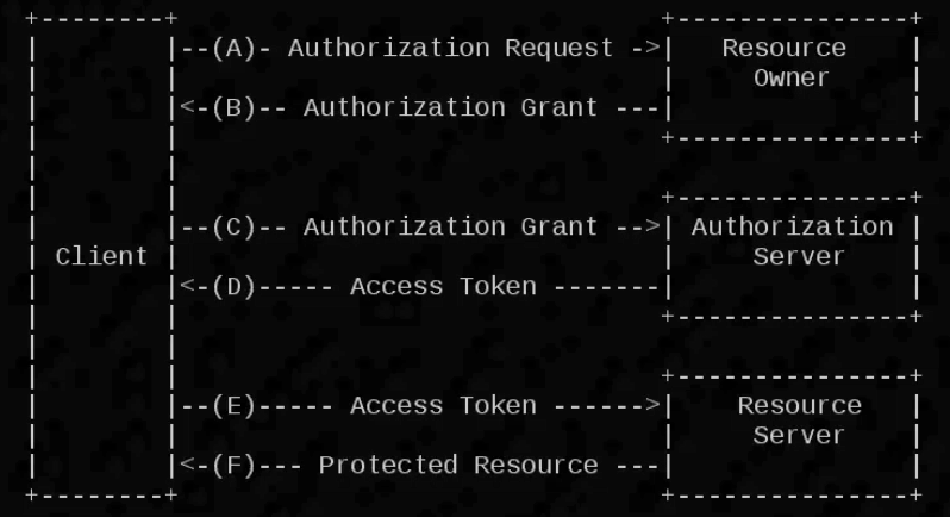 +--------+                               +---------------+
|        |--(A)- Authorization Request ->|   Resource    |
|        |                               |     Owner     |
|        |<-(B)-- Authorization Grant ---|               |
|        |                               +---------------+
|        |
|        |                               +---------------+
|        |--(C)-- Authorization Grant -->| Authorization |
| Client |                               |     Server    |
|        |<-(D)----- Access Token -------|               |
|        |                               +---------------+
|        |
|        |                               +---------------+
|        |--(E)----- Access Token ------>|    Resource   |
|        |                               |     Server    |
|        |<-(F)--- Protected Resource ---|               |
+--------+                               +---------------+